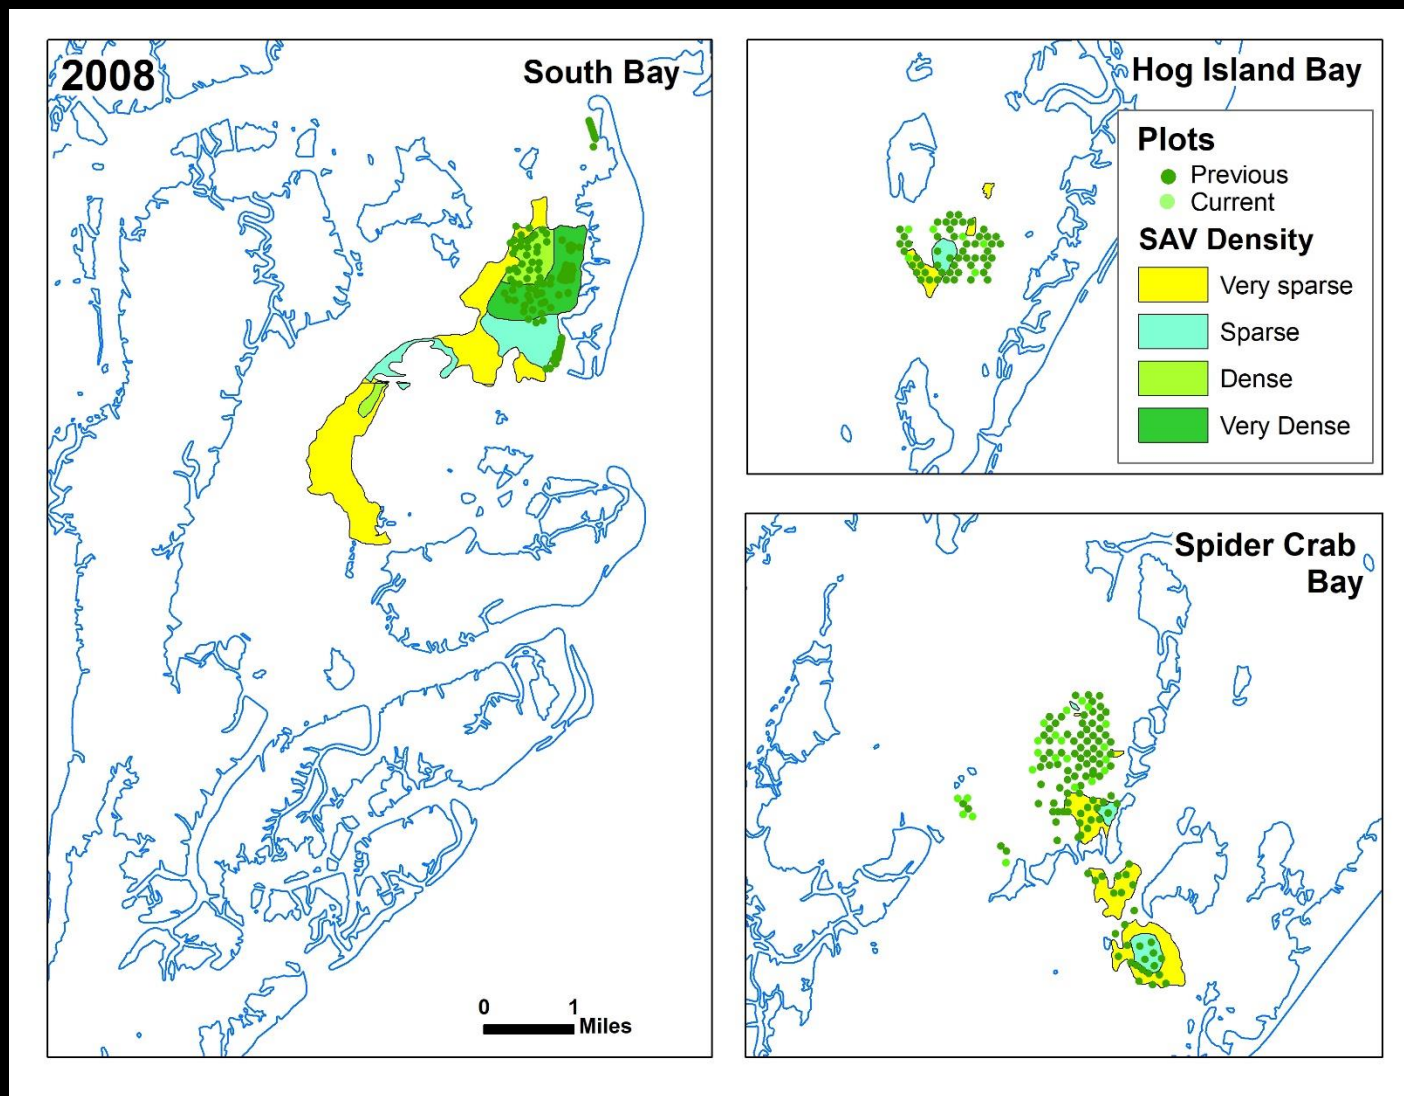 2008
South Bay
0 1
Miles
Hog Island Bay
Plots
Previous
Current
SAV Density
Very sparse
Sparse
Dense
Very Dense
Spider Crab
Bay